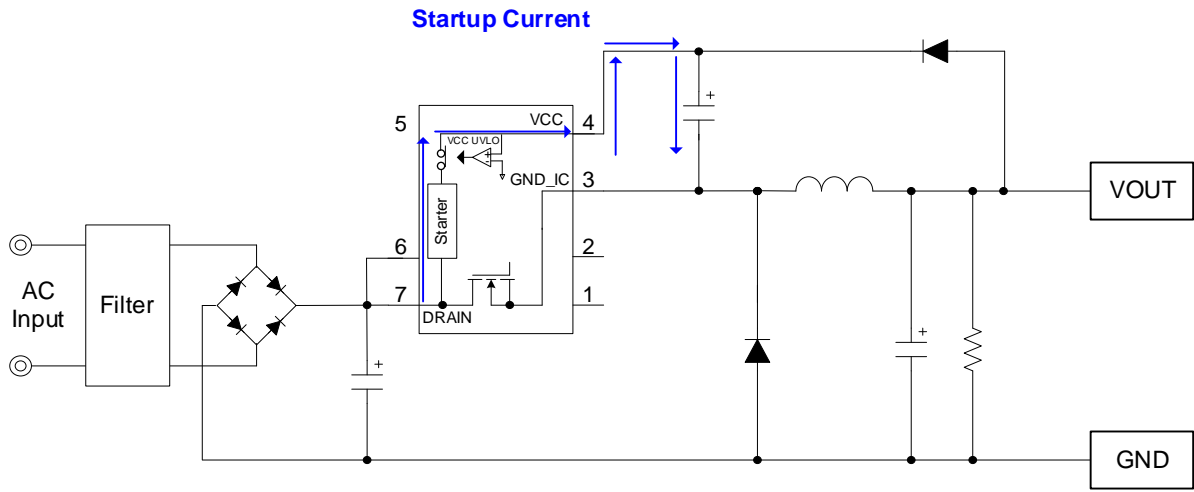 Startup Current
5
VCC
4
VCC UVLO
GND_IC
3
Starter
6
2
7
1
DRAIN
AC
Input
Filter
VOUT
GND
+
+
+
+